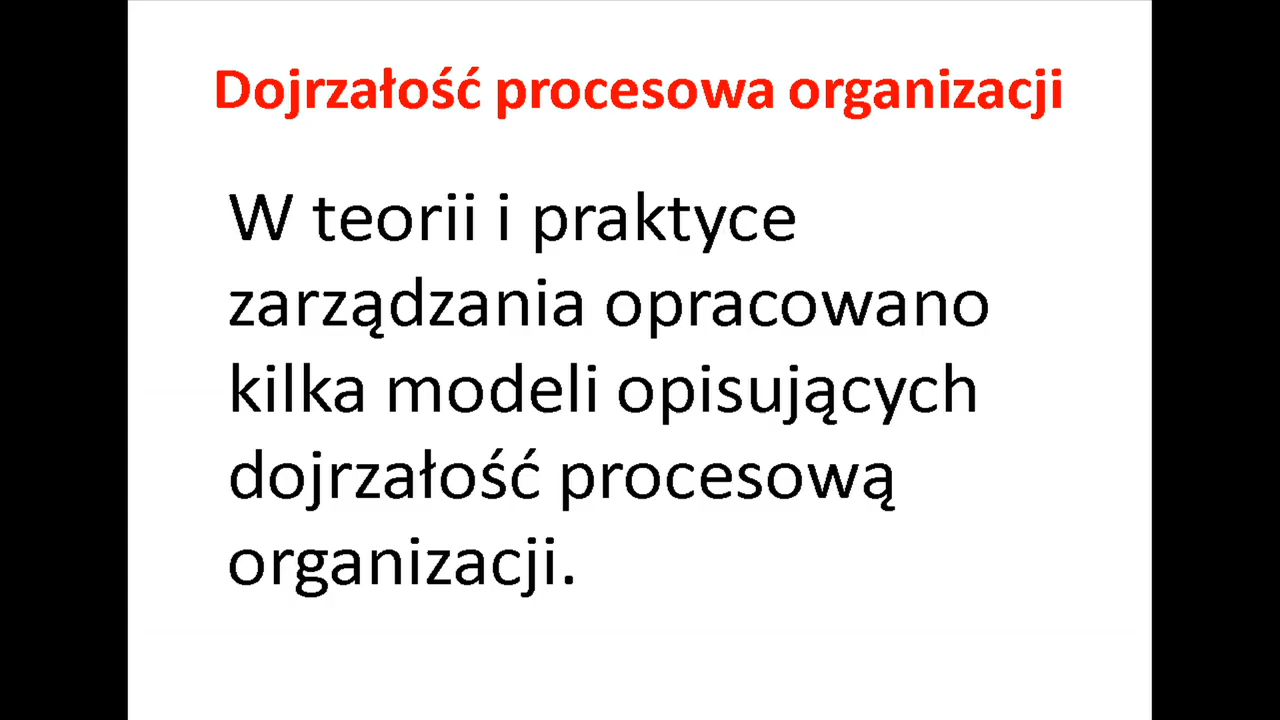 Dojrzałość procesowa organizacji
W teorii i praktyce
zarządzania opracowano
kilka modeli opisujących
dojrzałość procesową
organizacji.